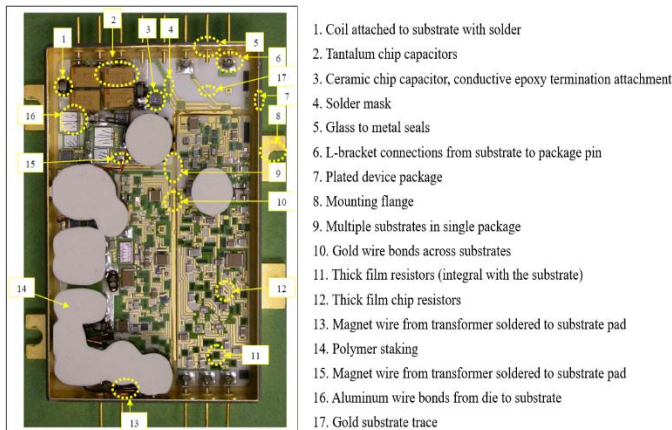 1. Coil attached to substrate with solder
2. Tantalum chip capacitors
3. Ceramic chip capacitor, conductive epoxy termination attachment
4. Solder mask
5. Glass to metal seals
6. L-bracket connections from substrate to package pin
7. Plated device package
8. Mounting flange
9. Multiple substrates in single package
10. Gold wire bonds across substrates
11. Thick film resistors (integral with the substrate)
12. Thick film chip resistors
13. Magnet wire from transformer soldered to substrate pad
14. Polymer staking
15. Magnet wire from transformer soldered to substrate pad
16. Aluminum wire bonds from die to substrate
17. Gold substrate trace
1
2
3
4
5
6
17
7
16
8
15
9
10
14
12
11
13